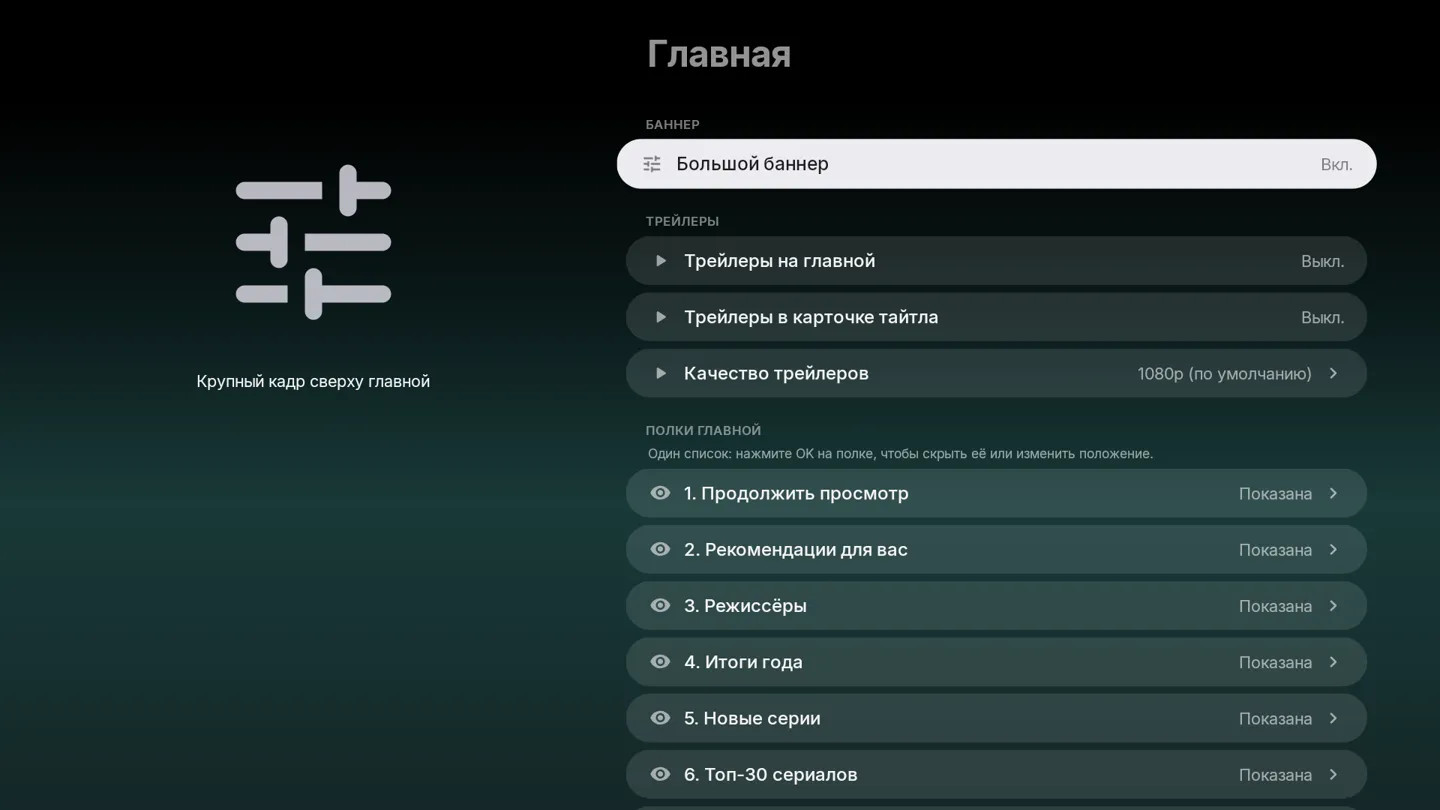 Главная
БАННЕР
Большой баннер Вкл.
Крупный кадр сверху главной
ТРЕЙЛЕРЫ
Трейлеры на главной Выкл.
Трейлеры в карточке тайтла Выкл.
Качество трейлеров 1080p (по умолчанию)
ПОЛКИ ГЛАВНОЙ
Один список: нажмите OK на полке, чтобы скрыть её или изменить положение.
1. Продолжить просмотр Показана
2. Рекомендации для вас Показана
3. Режиссёры Показана
4. Итоги года Показана
5. Новые серии Показана
6. Топ-30 сериалов Показана